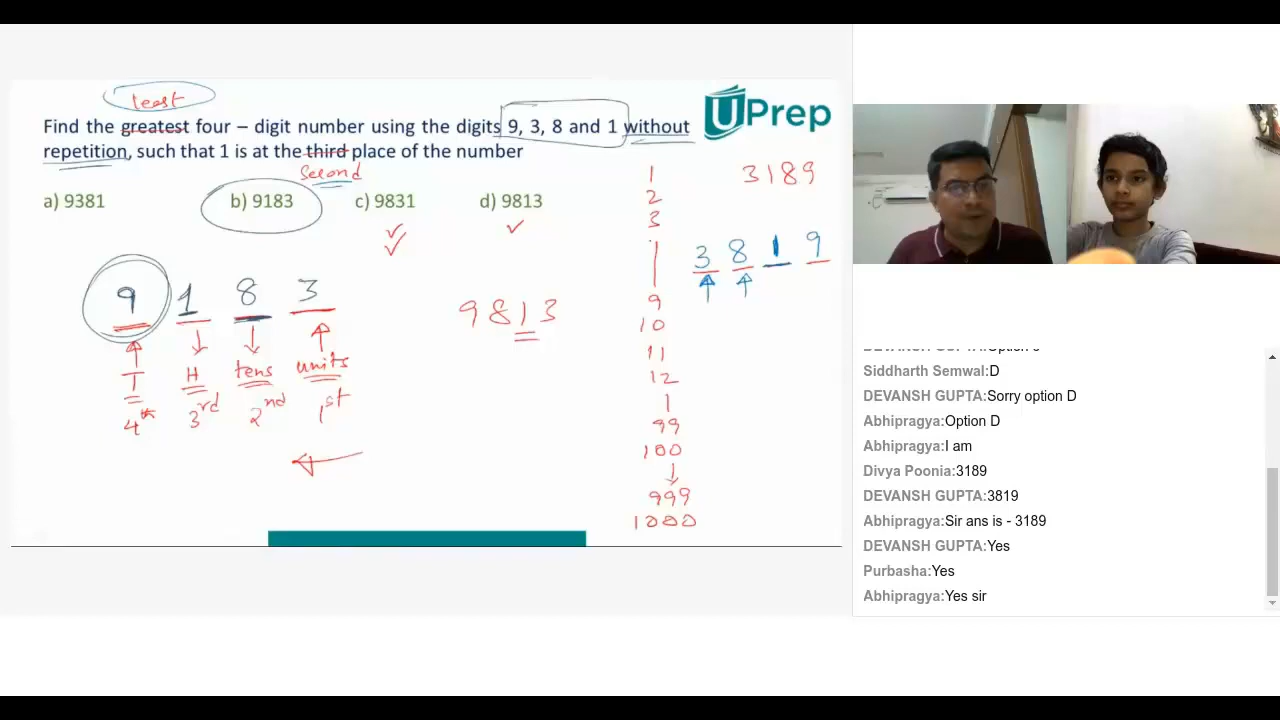 least
Find the greatest four – digit number using the digits 9, 3, 8 and 1 without
repetition, such that 1 is at the third place of the number
second
a) 9381 b) 9183 c) 9831 d) 9813
UPrep
9 1 8 3
T H tens units
4th 3rd 2nd 1st
9813
1
2
3
9
10
11
12
1
99
100
999
1000
3189
3 8 1 9
Siddharth Semwal:D
DEVANSH GUPTA:Sorry option D
Abhipragya:Option D
Abhipragya:I am
Divya Poonia:3189
DEVANSH GUPTA:3819
Abhipragya:Sir ans is - 3189
DEVANSH GUPTA:Yes
Purbasha:Yes
Abhipragya:Yes sir